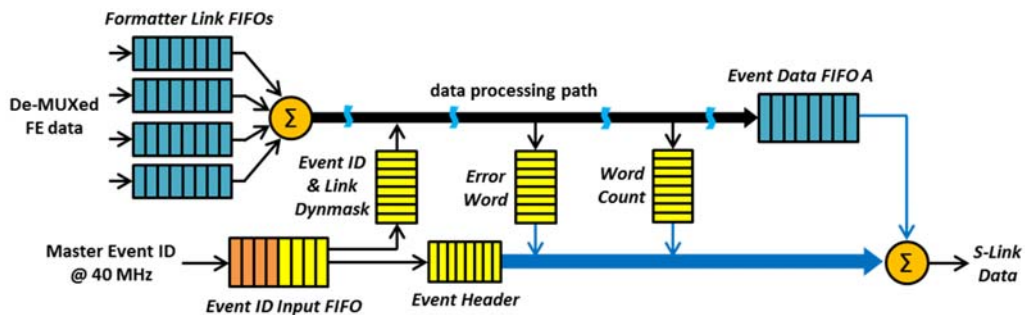 Formatter Link FIFOs
De-MUXed
FE data
Σ
data processing path
Event Data FIFO A
Event ID
& Link
Dynmask
Error
Word
Word
Count
Master Event ID
@ 40 MHz
Event ID Input FIFO
Event Header
Σ
S-Link
Data